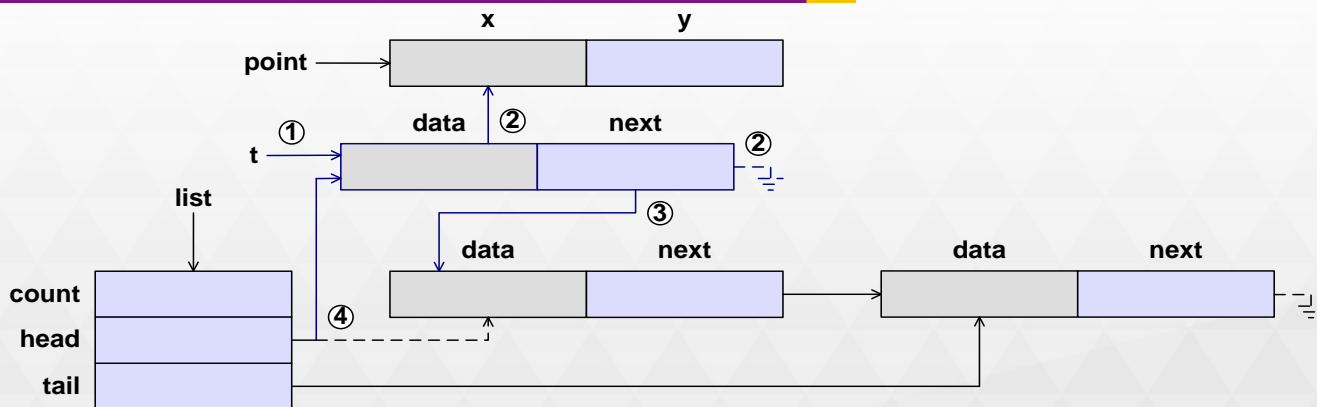 x y
point
data ② next ②
① t
list
③
data next data next
count
head ④
tail